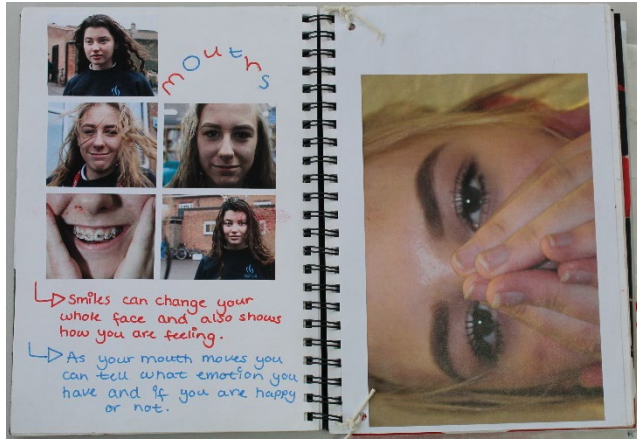 mouths
Smiles can change your
whole face and also shows
how you are feeling.
As your mouth moves you
can tell what emotion you
have and if you are happy
or not.